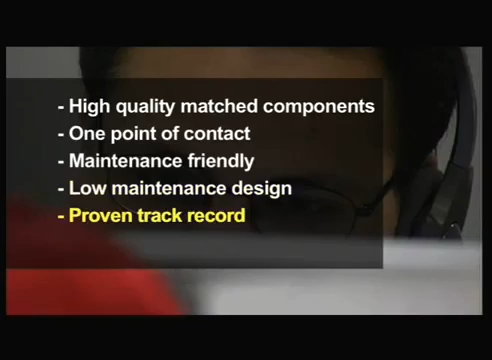 - High quality matched components
- One point of contact
- Maintenance friendly
- Low maintenance design
- Proven track record